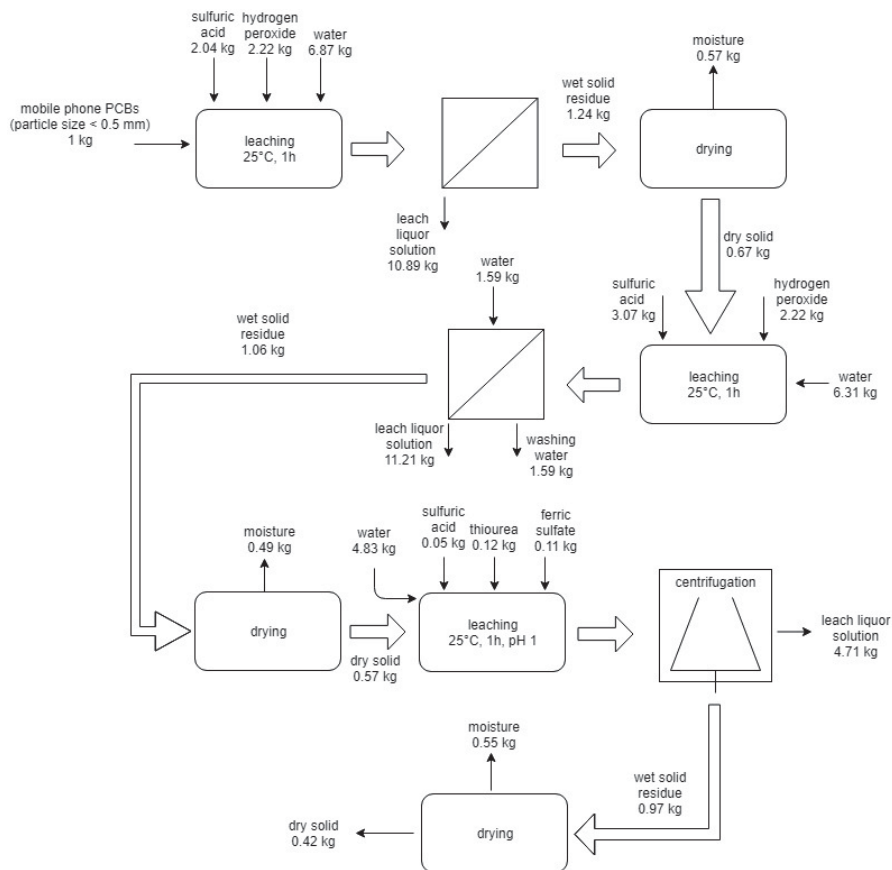 sulfuric
acid
2.04 kg
hydrogen
peroxide
2.22 kg
water
6.87 kg
mobile phone PCBs
(particle size < 0.5 mm)
1 kg
leaching
25°C, 1h
leach
liquor
solution
10.89 kg
wet solid
residue
1.24 kg
moisture
0.57 kg
drying
dry solid
0.67 kg
sulfuric
acid
3.07 kg
hydrogen
peroxide
2.22 kg
leaching
25°C, 1h
water
6.31 kg
water
1.59 kg
leach liquor
solution
11.21 kg
washing
water
1.59 kg
wet solid
residue
1.06 kg
moisture
0.49 kg
drying
dry solid
0.57 kg
water
4.83 kg
sulfuric
acid
0.05 kg
thiourea
0.12 kg
ferric
sulfate
0.11 kg
leaching
25°C, 1h, pH 1
centrifugation
leach liquor
solution
4.71 kg
wet solid
residue
0.97 kg
moisture
0.55 kg
drying
dry solid
0.42 kg